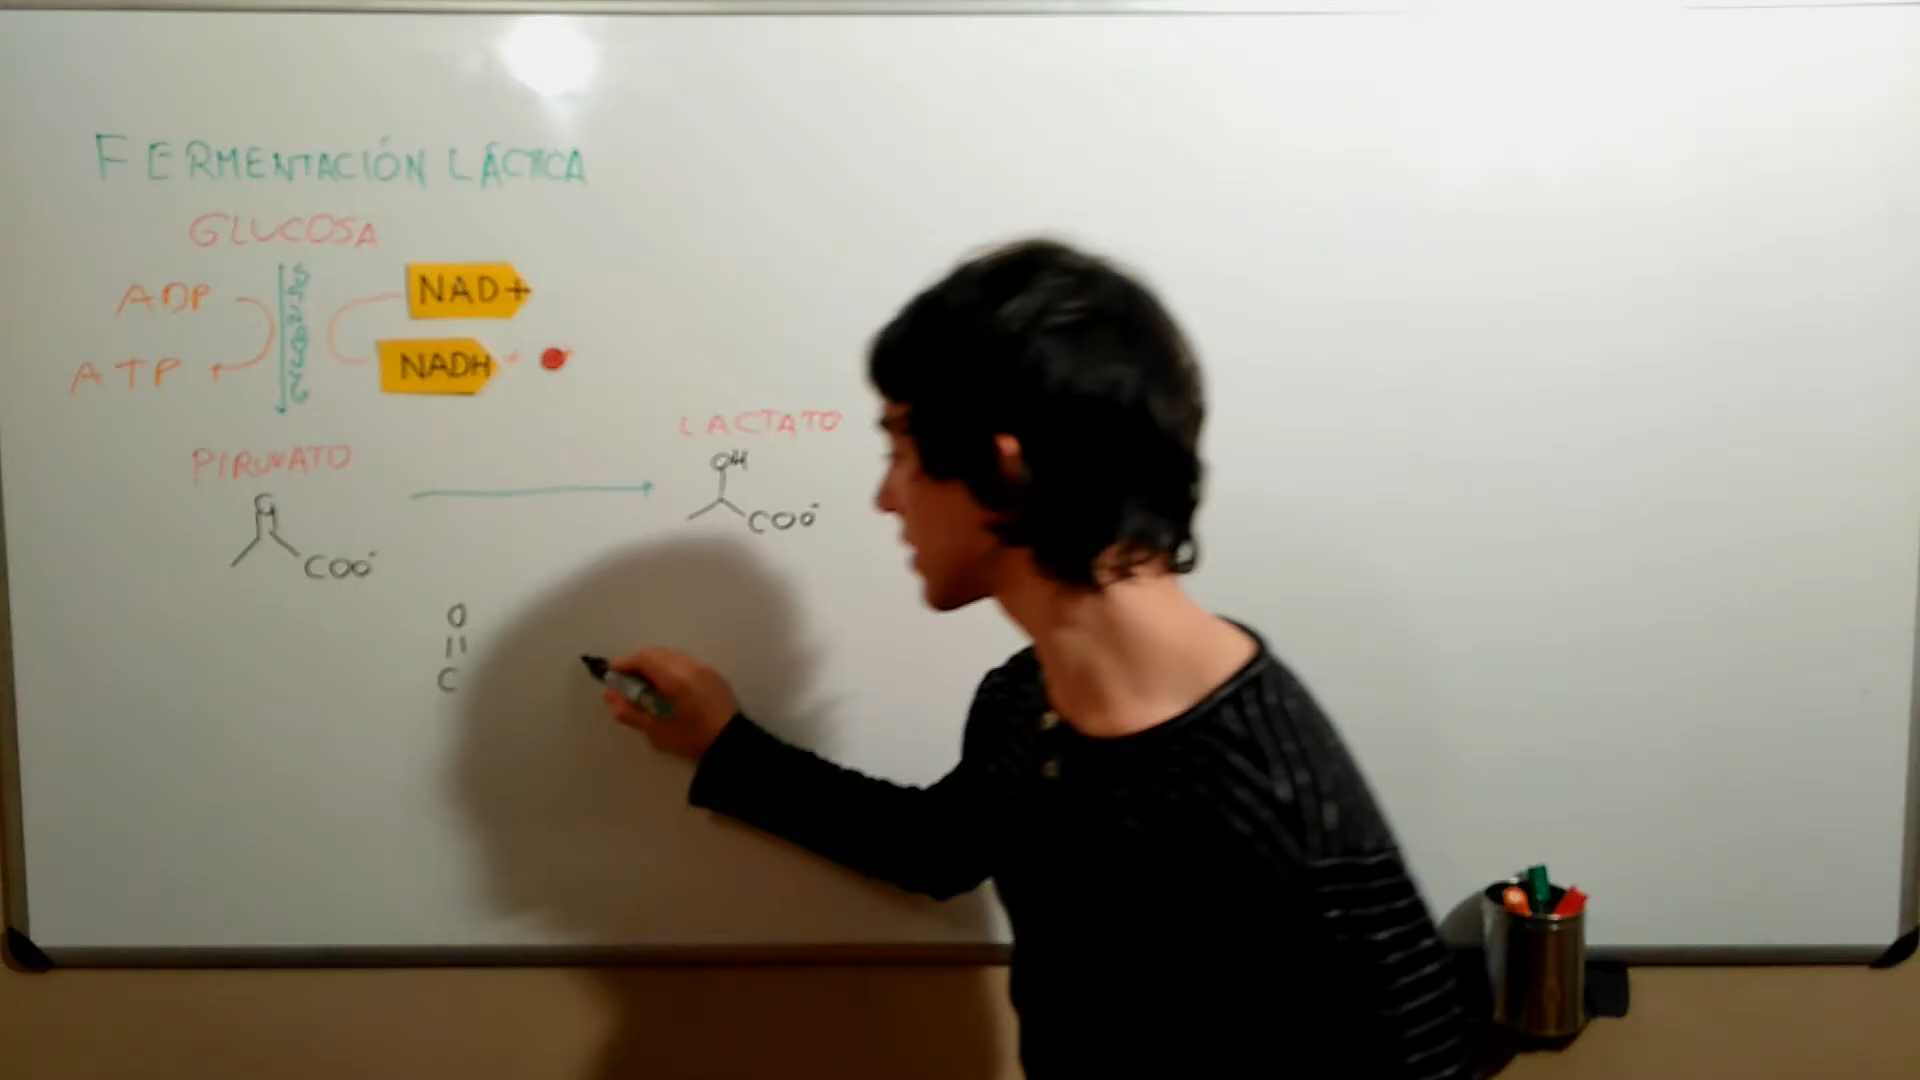 FERMENTACIÓN LÁCTICA
GLUCOSA
ADP
NAD+
ATP
NADH +
LACTATO
OH
COO-
PIRUVATO
O
COO-
O
C